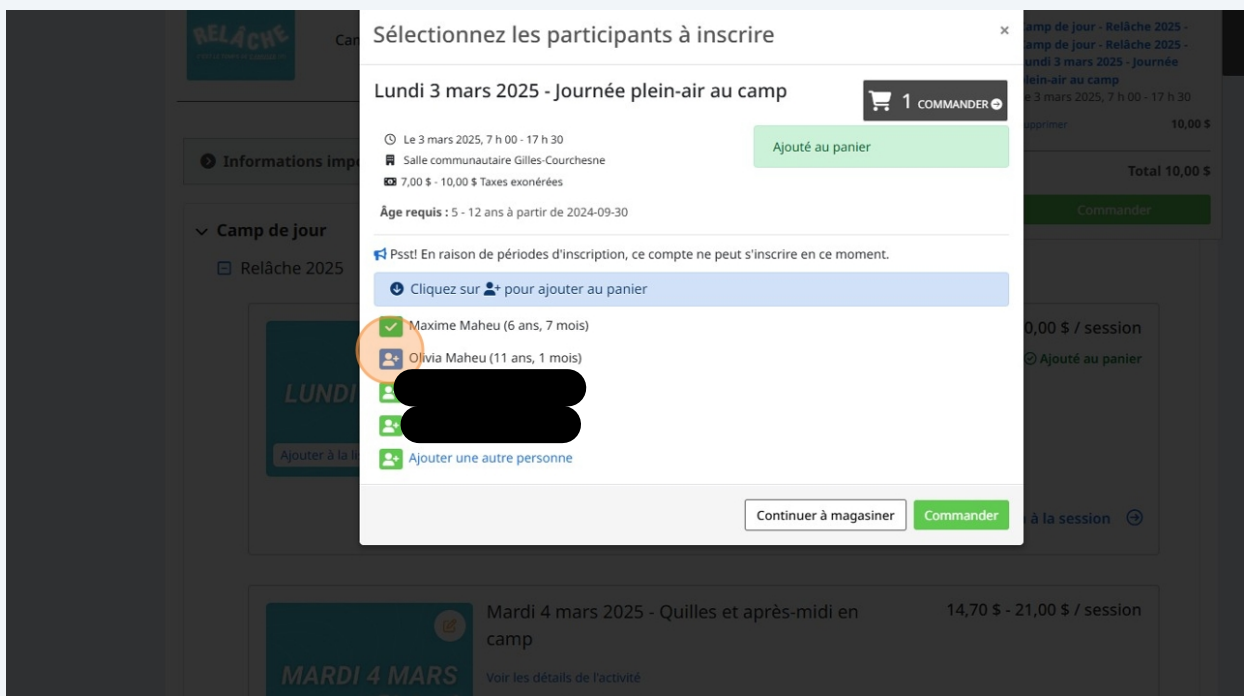 RELÂCHE
Sélectionnez les participants à inscrire
×
Lundi 3 mars 2025 - Journée plein-air au camp
1 COMMANDER
Le 3 mars 2025, 7 h 00 - 17 h 30
Salle communautaire Gilles-Courchesne
7,00 $ - 10,00 $ Taxes exonérées
Ajouté au panier
Âge requis : 5 - 12 ans à partir de 2024-09-30
Psst! En raison de périodes d'inscription, ce compte ne peut s'inscrire en ce moment.
Cliquez sur pour ajouter au panier
Maxime Maheu (6 ans, 7 mois)
Olivia Maheu (11 ans, 1 mois)
Ajouter une autre personne
Continuer à magasiner
Commander
amp de jour - Relâche 2025 -
amp de jour - Relâche 2025 -
undi 3 mars 2025 - Journée
lein-air au camp
e 3 mars 2025, 7 h 00 - 17 h 30
upprimer 10,00 $
Total 10,00 $
Commander
Informations imp
Camp de jour
Relâche 2025
LUNDI
Ajouter à la li
0,00 $ / session
Ajouté au panier
à la session
Mardi 4 mars 2025 - Quilles et après-midi en
camp
14,70 $ - 21,00 $ / session
MARDI 4 MARS
Voir les détails de l'activité